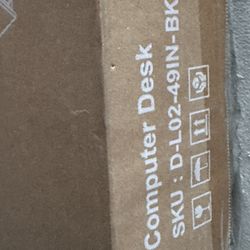 Computer Desk
SKU : D-L02-49IN-BK